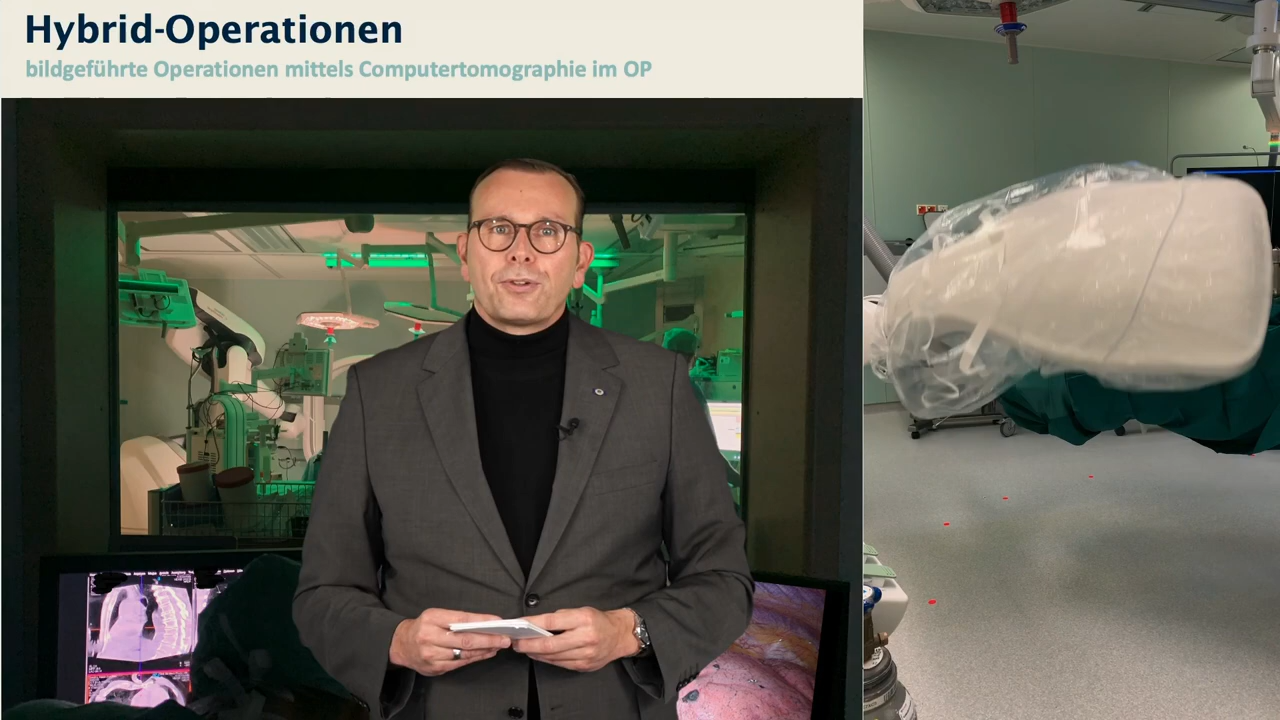 Hybrid-Operationen
bildgeführte Operationen mittels Computertomographie im OP